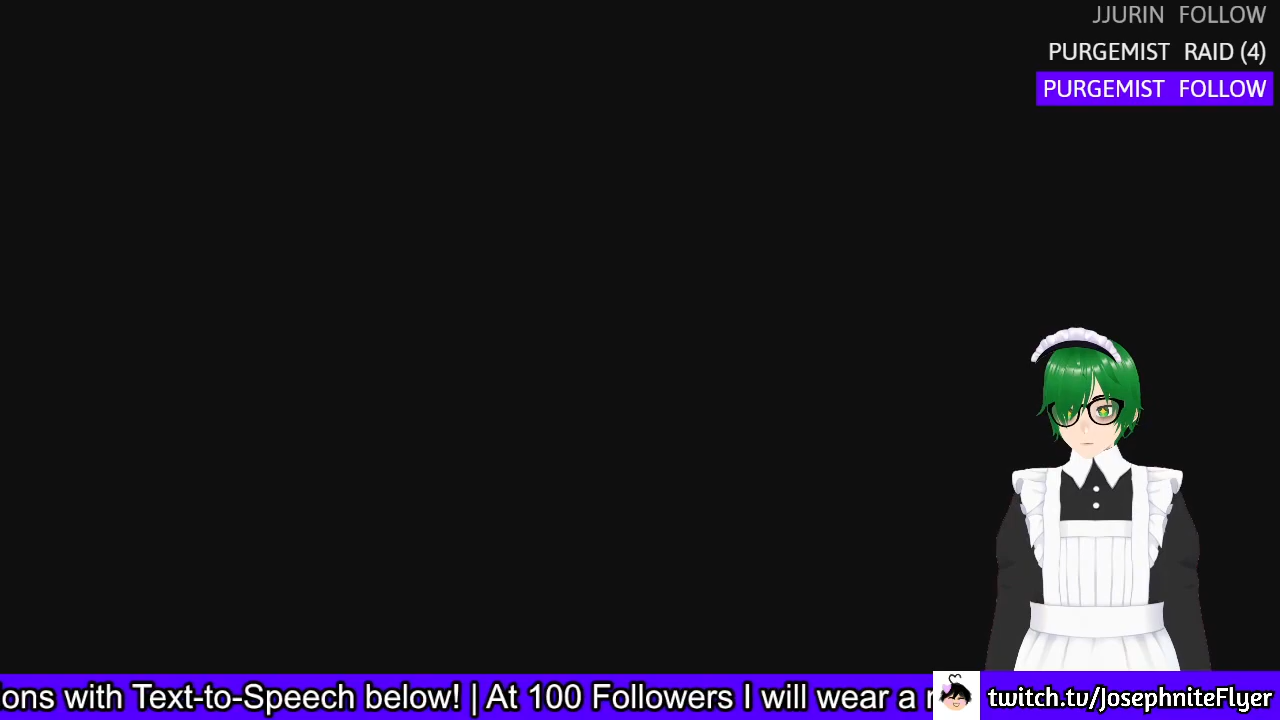 JJURIN FOLLOW
PURGEMIST RAID (4)
PURGEMIST FOLLOW
with Text-to-Speech below! | At 100 Followers I will wear a
twitch.tv/JosephniteFlyer